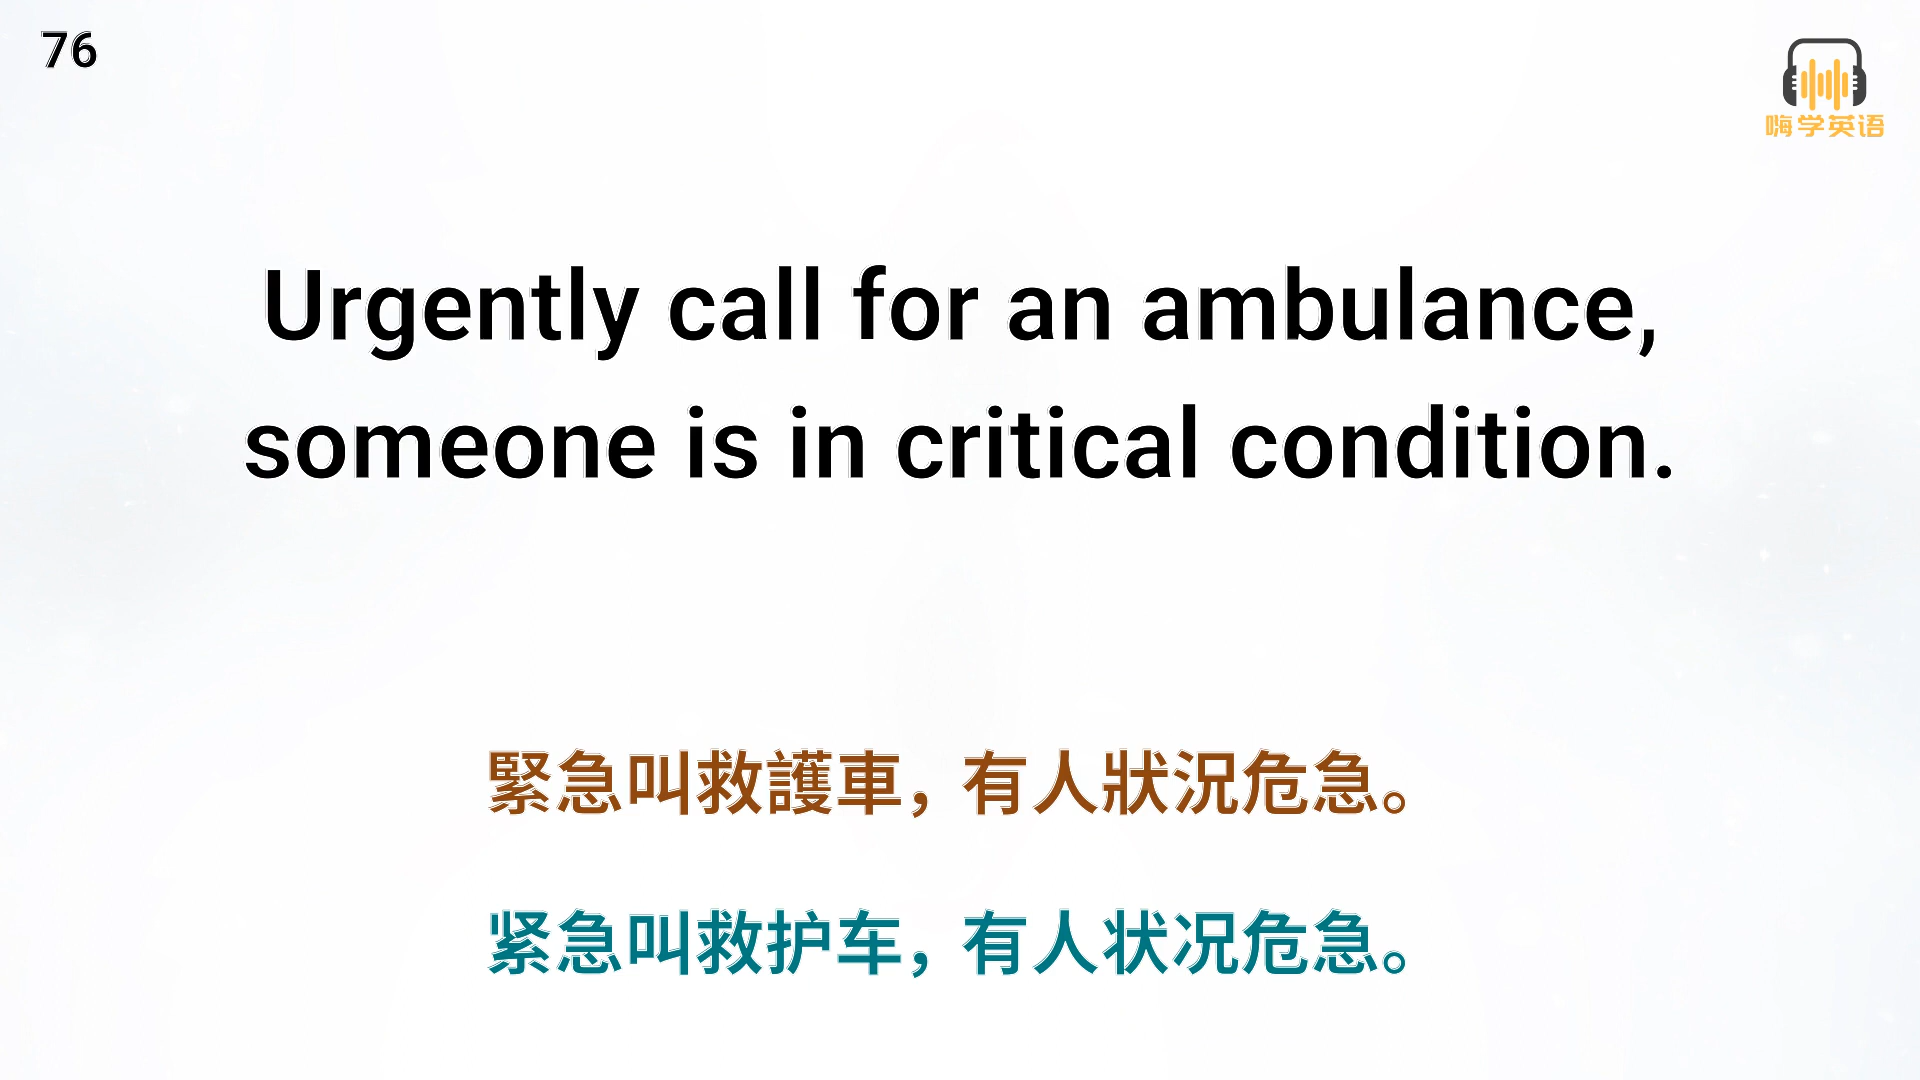 76
嗨学英语
Urgently call for an ambulance,
someone is in critical condition.
緊急叫救護車，有人狀況危急。
紧急叫救护车，有人状况危急。